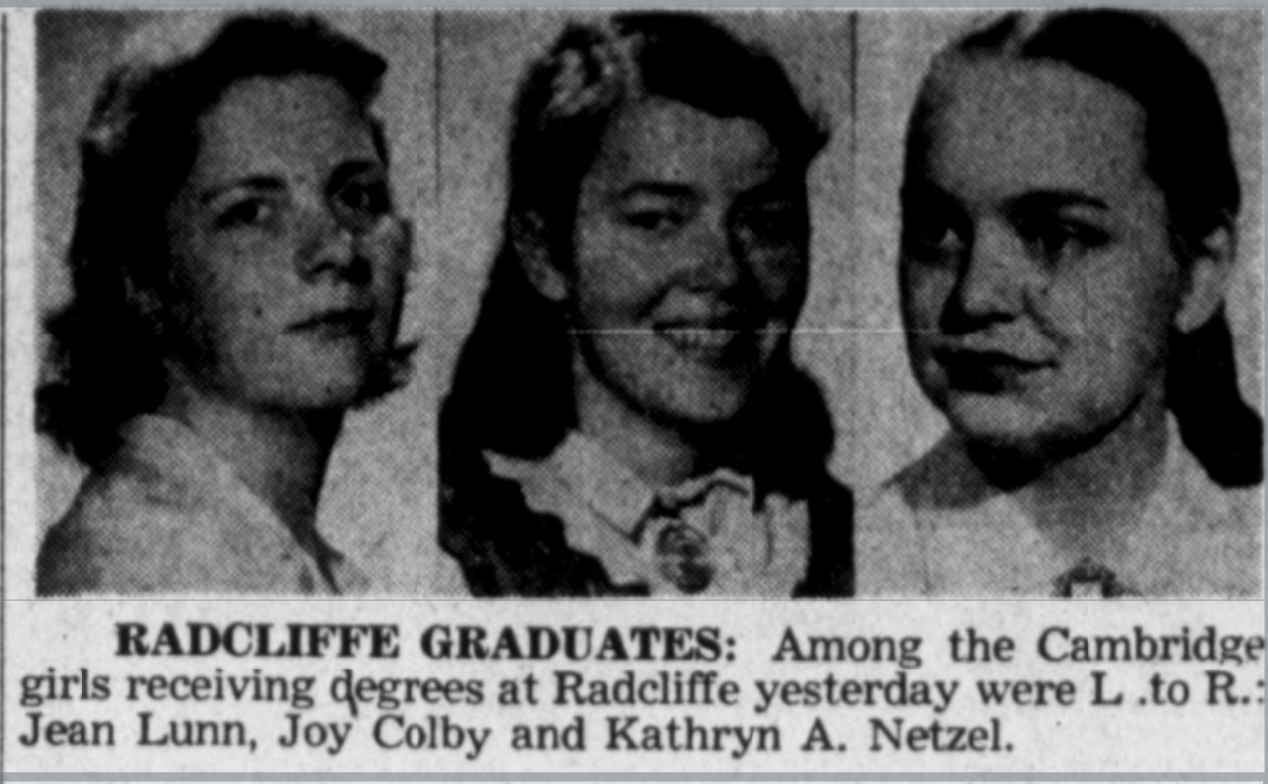 RADCLIFFE GRADUATES: Among the Cambridge
girls receiving degrees at Radcliffe yesterday were L .to R.:
Jean Lunn, Joy Colby and Kathryn A. Netzel.